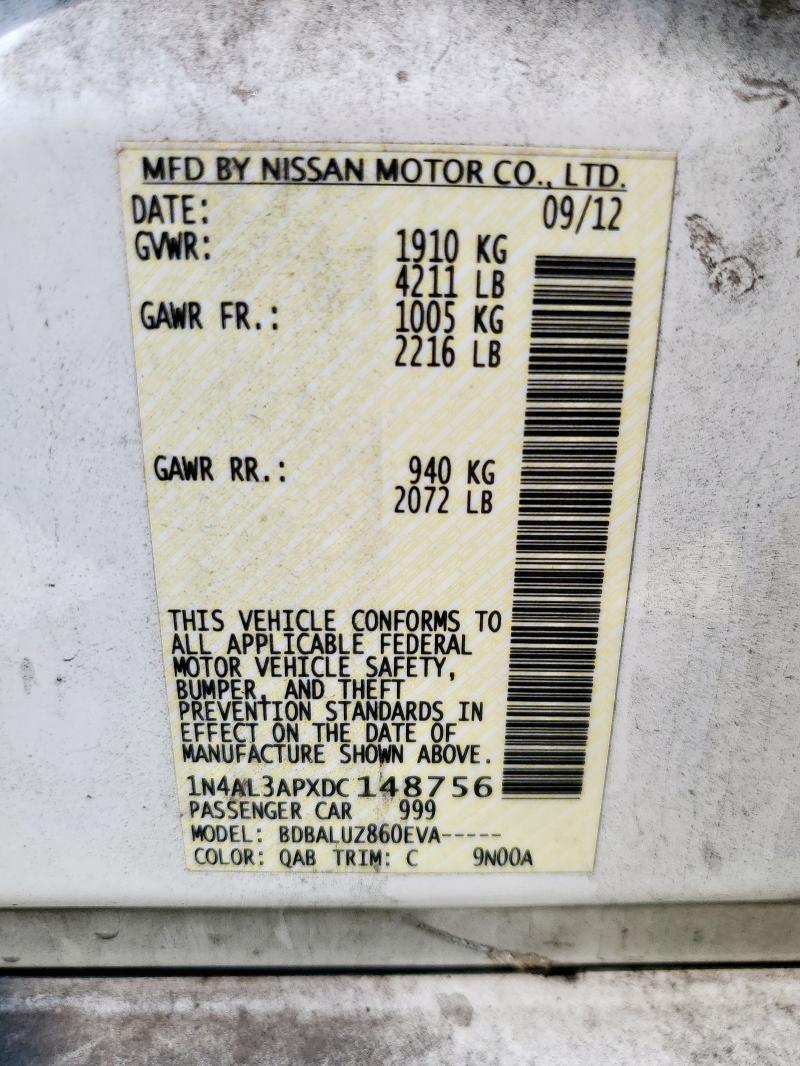 MFD BY NISSAN MOTOR CO., LTD.
DATE: 09/12
GVWR: 1910 KG
4211 LB
GAWR FR.: 1005 KG
2216 LB
GAWR RR.: 940 KG
2072 LB
THIS VEHICLE CONFORMS TO
ALL APPLICABLE FEDERAL
MOTOR VEHICLE SAFETY,
BUMPER, AND THEFT
PREVENTION STANDARDS IN
EFFECT ON THE DATE OF
MANUFACTURE SHOWN ABOVE.
1N4AL3APXDC148756
PASSENGER CAR 999
MODEL: BDBALUZ860EVA-----
COLOR: QAB TRIM: C 9N00A